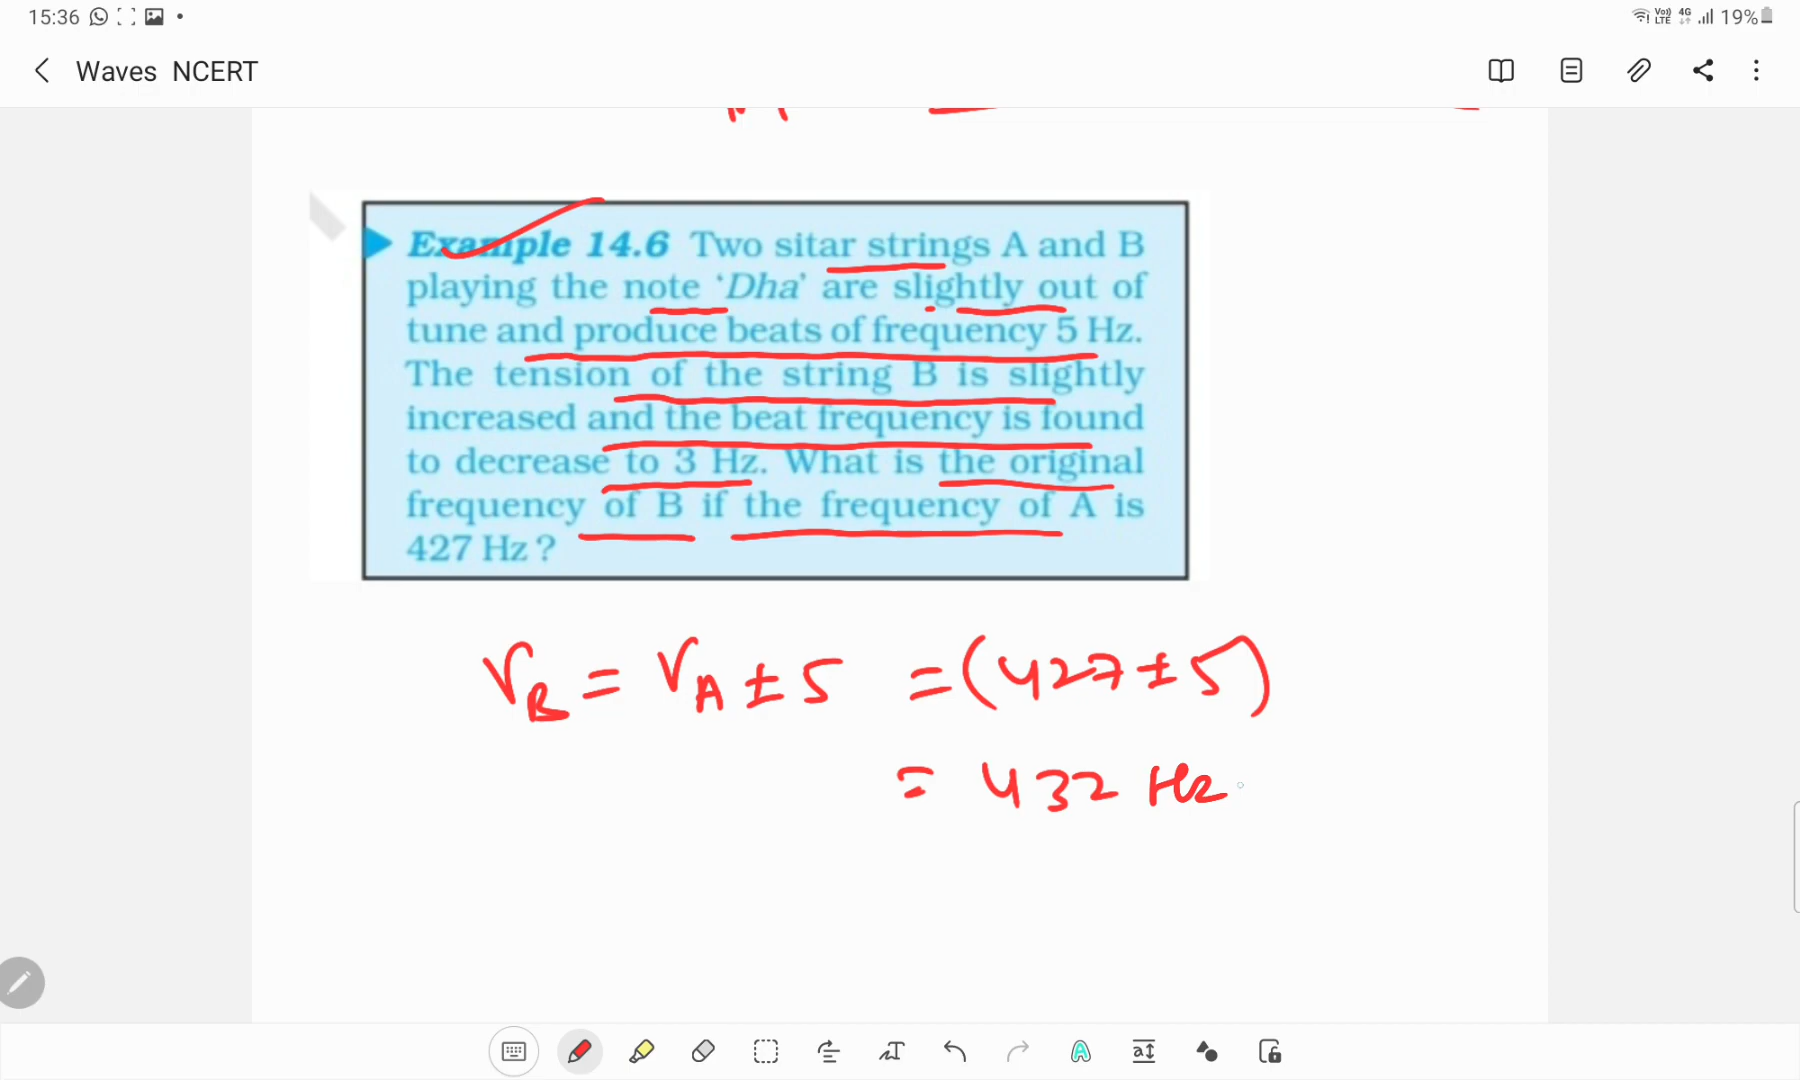 15:36
4G 19%
Waves NCERT
Example 14.6 Two sitar strings A and B
playing the note ‘Dha’ are slightly out of
tune and produce beats of frequency 5 Hz.
The tension of the string B is slightly
increased and the beat frequency is found
to decrease to 3 Hz. What is the original
frequency of B if the frequency of A is
427 Hz ?
νB = νA ± 5 = (427 ± 5)
= 432 Hz